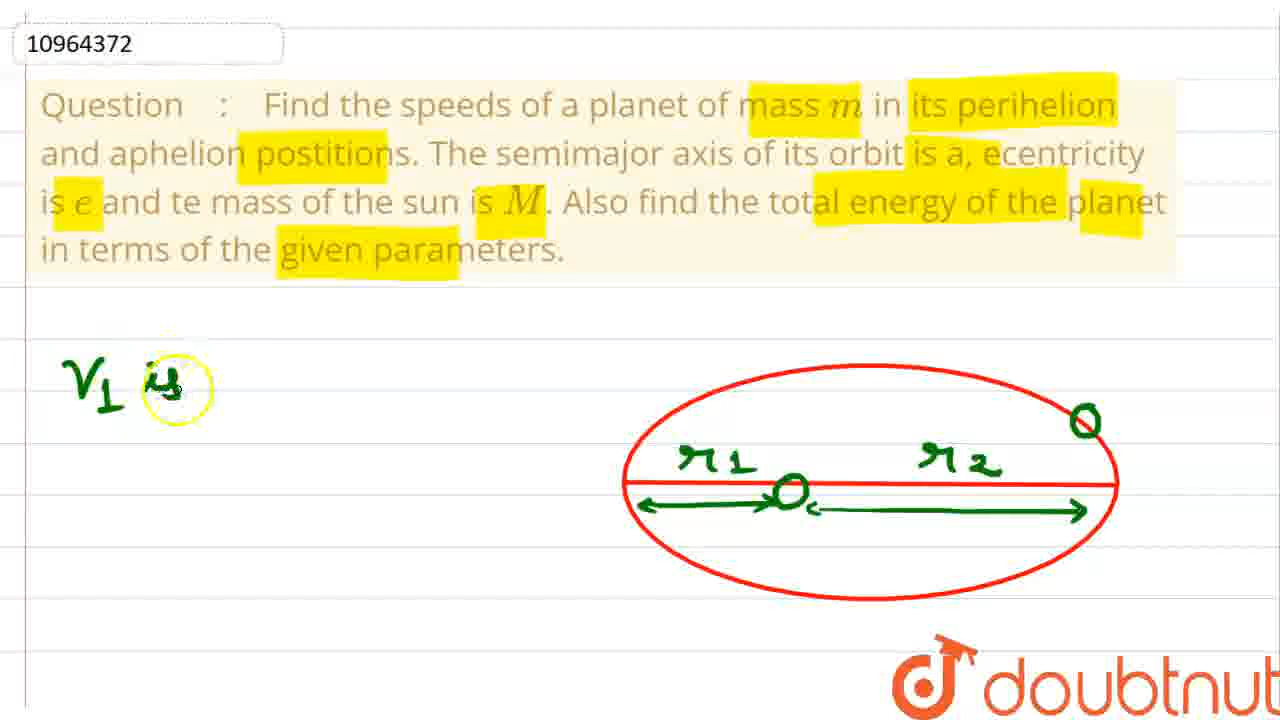 10964372
Question : Find the speeds of a planet of mass m in its perihelion
and aphelion postitions. The semimajor axis of its orbit is a, ecentricity
is e and te mass of the sun is M. Also find the total energy of the planet
in terms of the given parameters.
V1 is
r1
r2
doubtnut